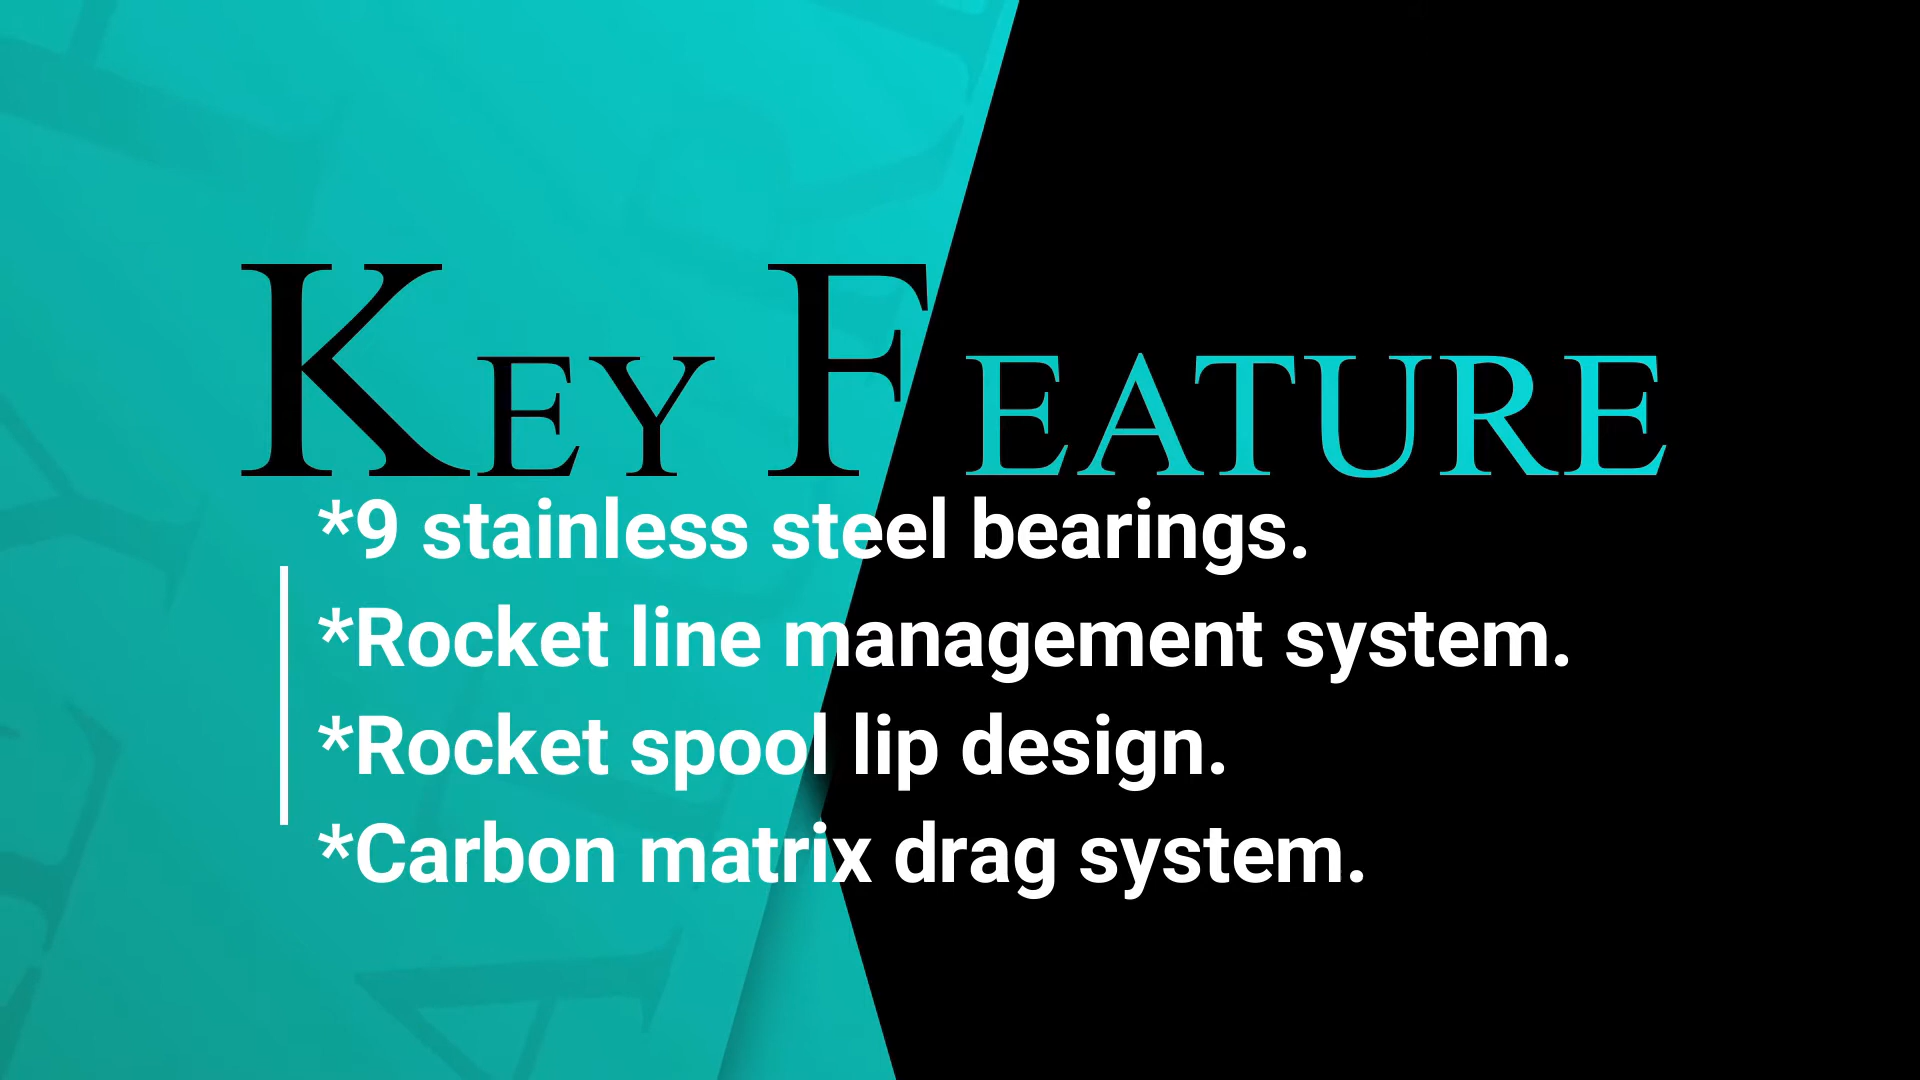 KEY FEATURE
*9 stainless steel bearings.
*Rocket line management system.
*Rocket spool lip design.
*Carbon matrix drag system.